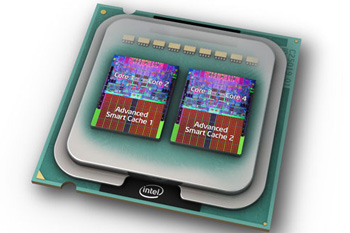 Core 1 Core 2
Advanced
Smart Cache 1
Core 3 Core 4
Advanced
Smart Cache 2
intel